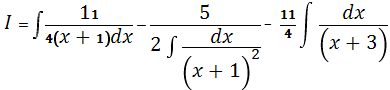 I = ∫ 11 / 4(x + 1)dx − 5 / (2 ∫ dx / (x + 1)^2) − 11/4 ∫ dx / (x + 3)